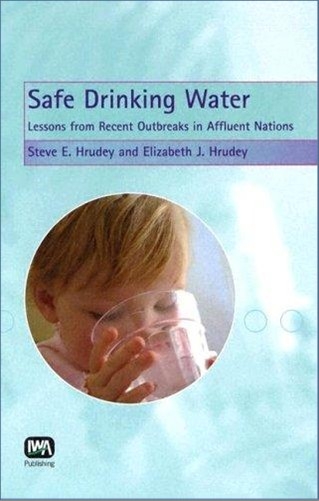 Safe Drinking Water
Lessons from Recent Outbreaks in Affluent Nations
Steve E. Hrudey and Elizabeth J. Hrudey
IWA
Publishing